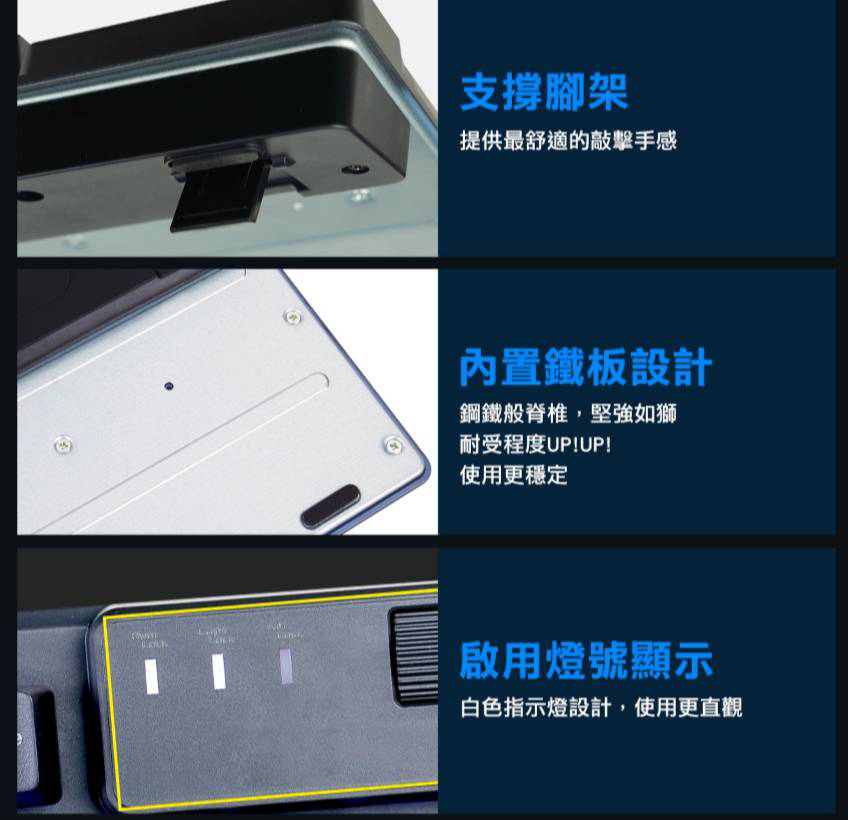 支撐腳架
提供最舒適的敲擊手感
內置鐵板設計
鋼鐵般脊椎，堅強如獅
耐受程度UP!UP!
使用更穩定
啟用燈號顯示
白色指示燈設計，使用更直觀